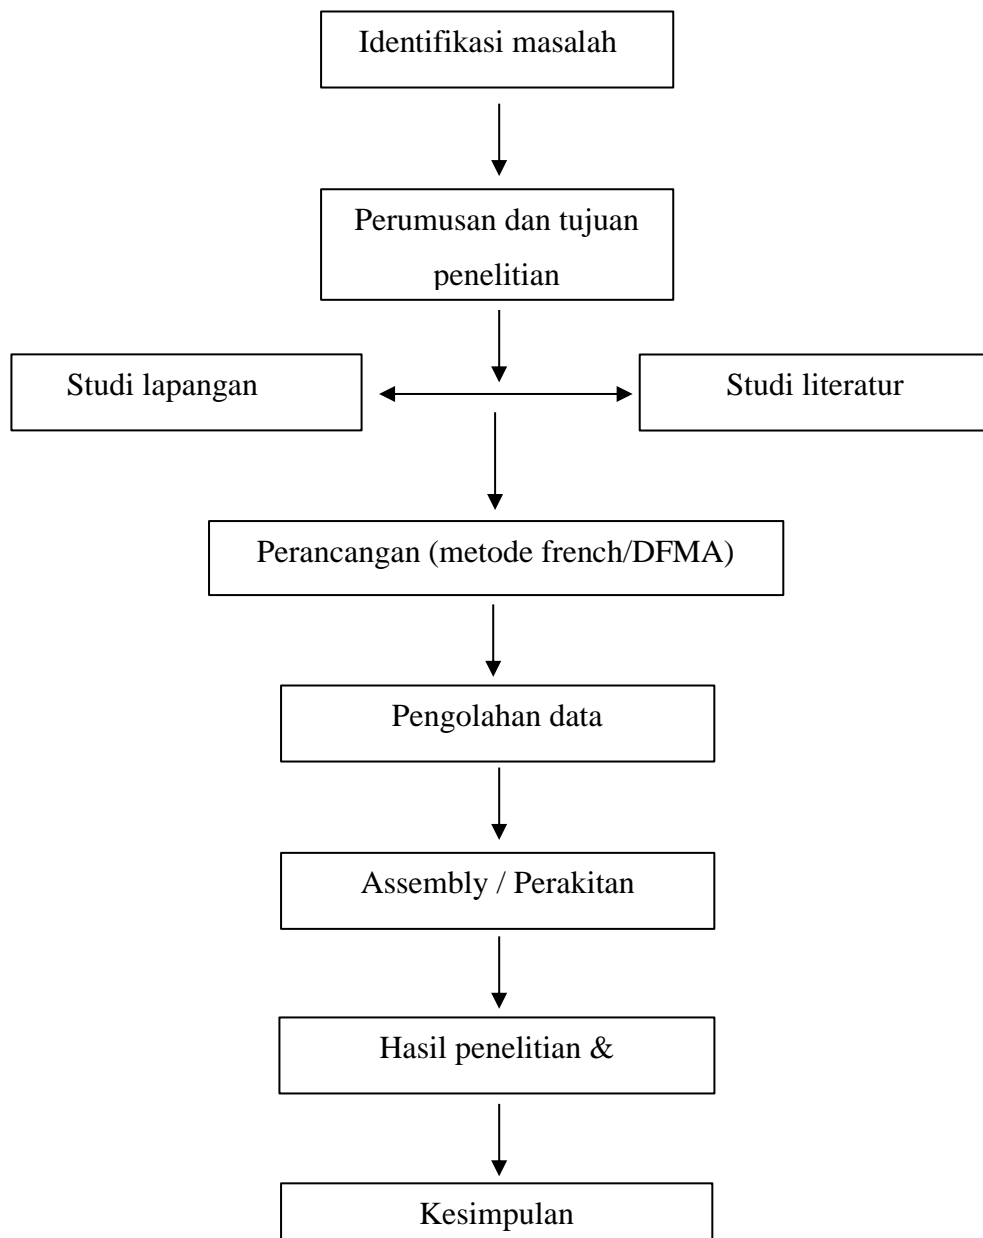 Identifikasi masalah
Perumusan dan tujuan
penelitian
Studi lapangan
Studi literatur
Perancangan (metode french/DFMA)
Pengolahan data
Assembly / Perakitan
Hasil penelitian &
Kesimpulan